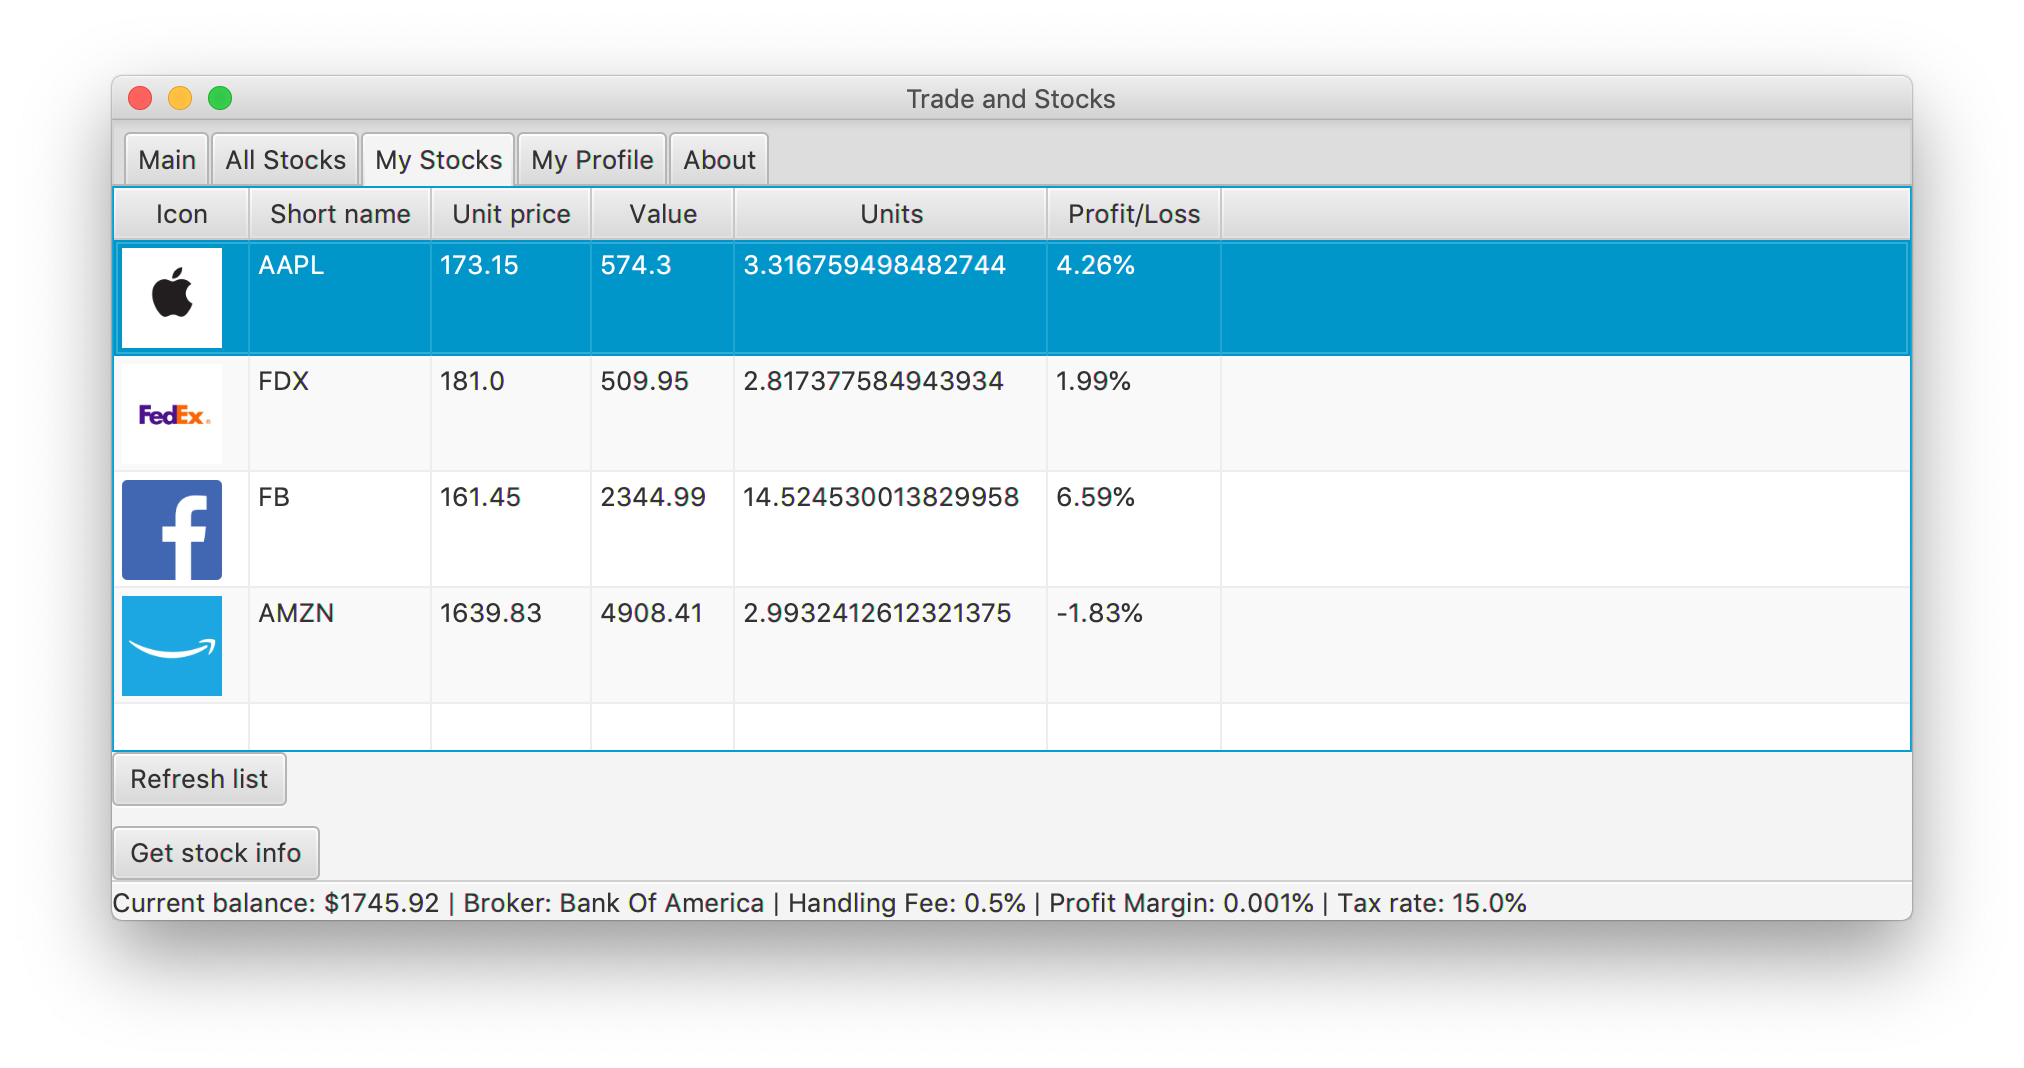 Trade and Stocks
Main All Stocks My Stocks My Profile About
Icon Short name Unit price Value Units Profit/Loss
AAPL 173.15 574.3 3.316759498482744 4.26%
FedEx. FDX 181.0 509.95 2.817377584943934 1.99%
f FB 161.45 2344.99 14.524530013829958 6.59%
AMZN 1639.83 4908.41 2.9932412612321375 -1.83%
Refresh list
Get stock info
Current balance: $1745.92 | Broker: Bank Of America | Handling Fee: 0.5% | Profit Margin: 0.001% | Tax rate: 15.0%